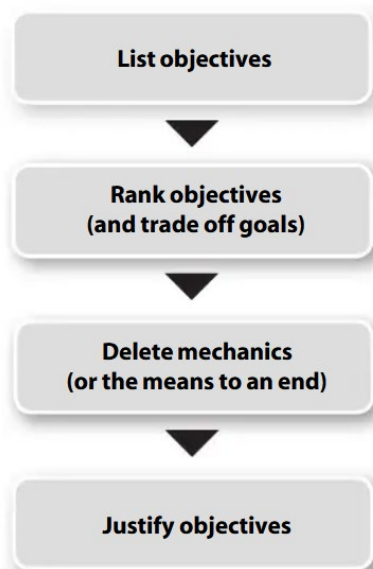 List objectives
Rank objectives
(and trade off goals)
Delete mechanics
(or the means to an end)
Justify objectives